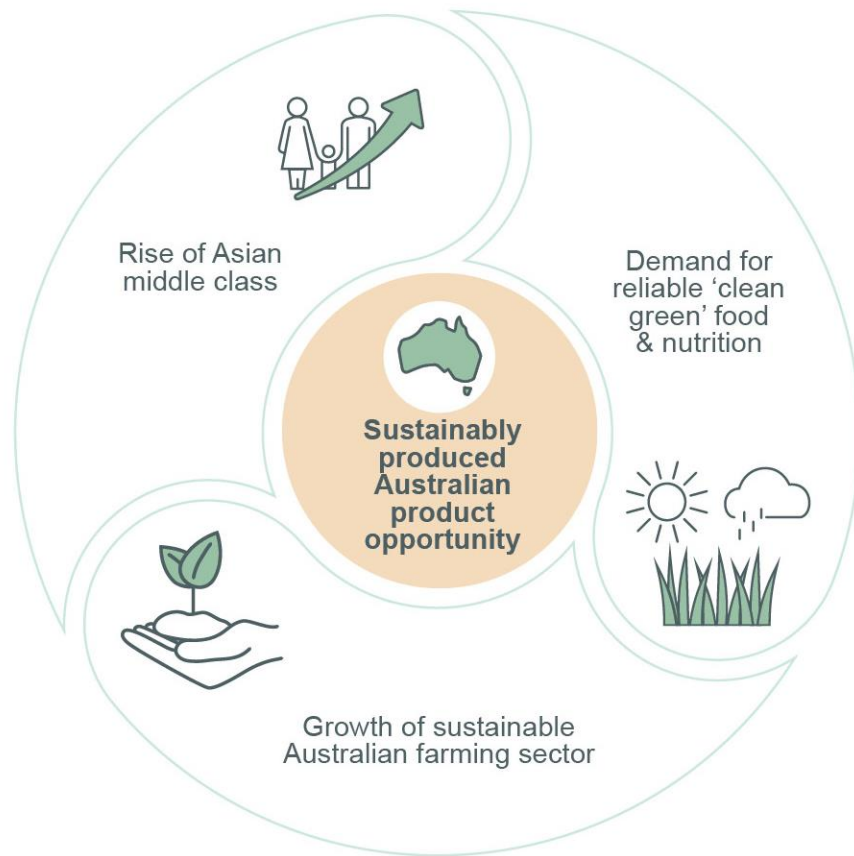 Rise of Asian
middle class
Demand for
reliable ‘clean
green’ food
& nutrition
Sustainably
produced
Australian
product
opportunity
Growth of sustainable
Australian farming sector